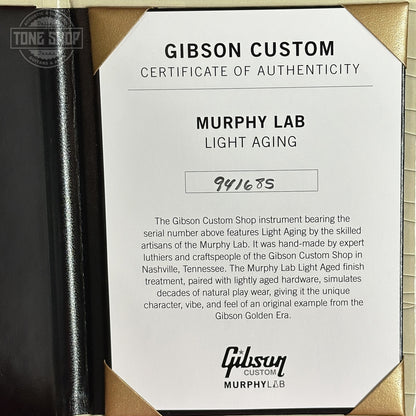 TONE SHOP
GIBSON CUSTOM
CERTIFICATE OF AUTHENTICITY
MURPHY LAB
LIGHT AGING
941685
The Gibson Custom Shop instrument bearing the
serial number above features Light Aging by the skilled
artisans of the Murphy Lab. It was hand-made by expert
luthiers and craftspeople of the Gibson Custom Shop in
Nashville, Tennessee. The Murphy Lab Light Aged finish
treatment, paired with lightly aged hardware, simulates
decades of natural play wear, giving it the unique
character, vibe, and feel of an original example from the
Gibson Golden Era.
Gibson
CUSTOM
MURPHYLAB